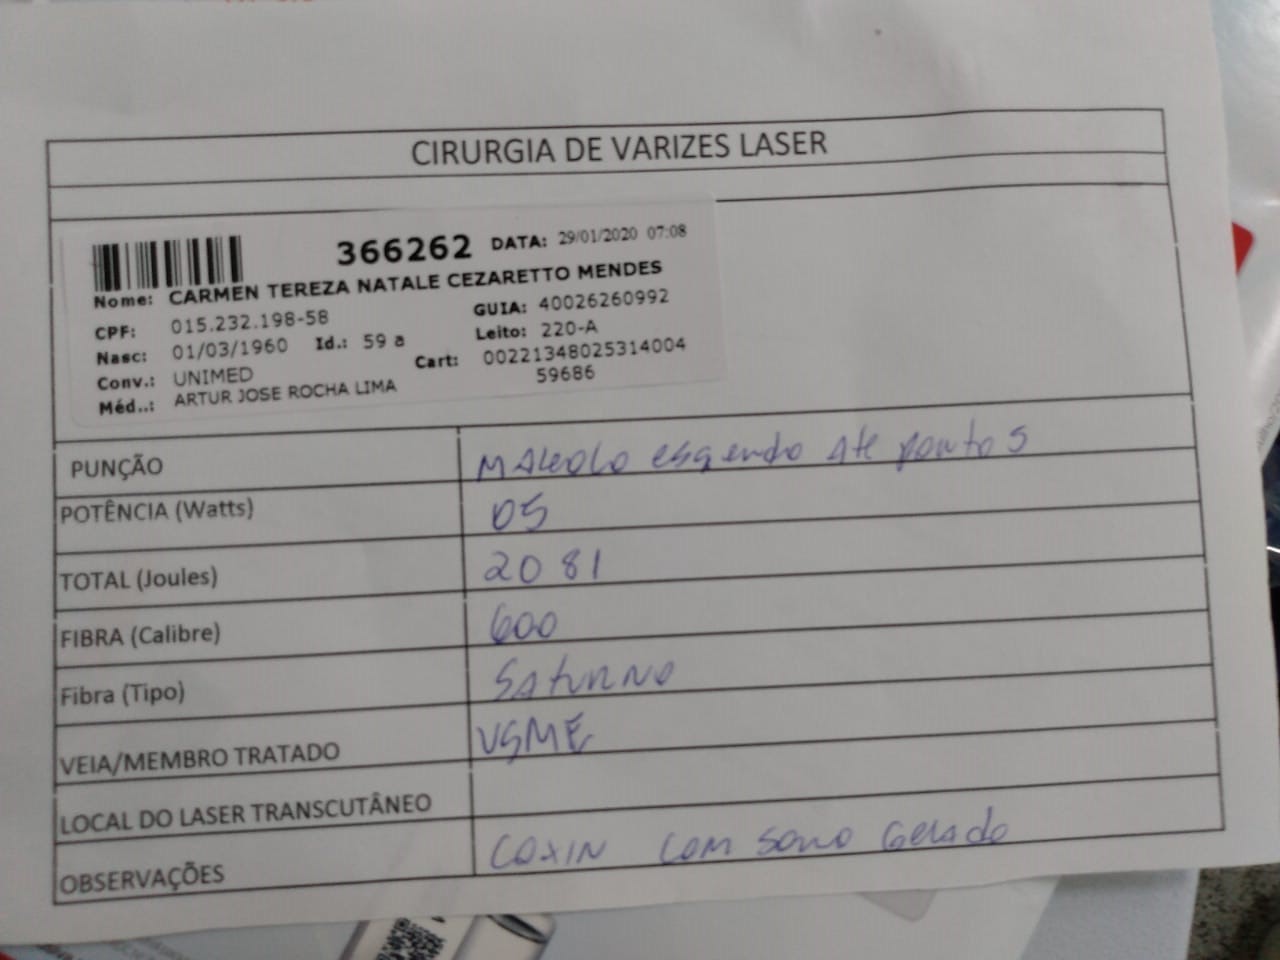 CIRURGIA DE VARIZES LASER
366262 DATA: 29/01/2020 07:08
Nome: CARMEN TEREZA NATALE CEZARETTO MENDES
CPF: 015.232.198-58 GUIA: 40026260992
Nasc: 01/03/1960 Id.: 59 a Leito: 220-A
Conv.: UNIMED Cart: 00221348025314004
Méd..: ARTUR JOSE ROCHA LIMA 59686
PUNÇÃO Maleolo esquerdo Até ponto 5
POTÊNCIA (Watts) 05
TOTAL (Joules) 2081
FIBRA (Calibre) 600
Fibra (Tipo) Saturno
VEIA/MEMBRO TRATADO VSME
LOCAL DO LASER TRANSCUTÂNEO
OBSERVAÇÕES COXIN com soro Gelado